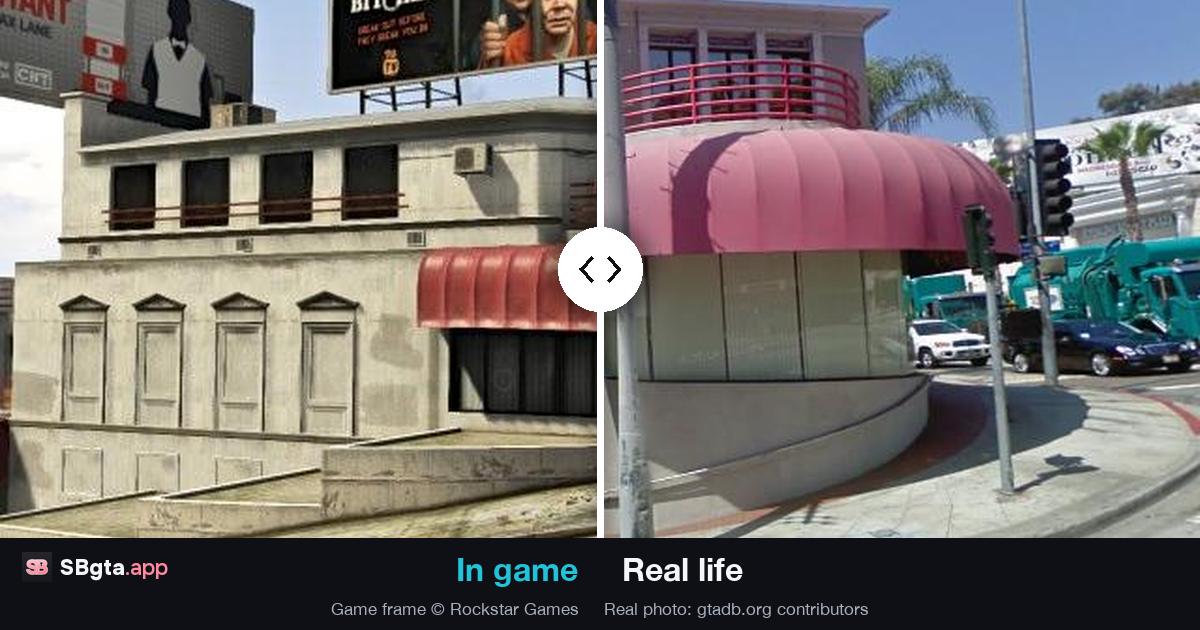 TANT
AX LANE
CNT
BREAK OUT BEFORE
THEY BREAK YOU IN
SBgta.app
In game
Real life
Game frame © Rockstar Games
Real photo: gtadb.org contributors